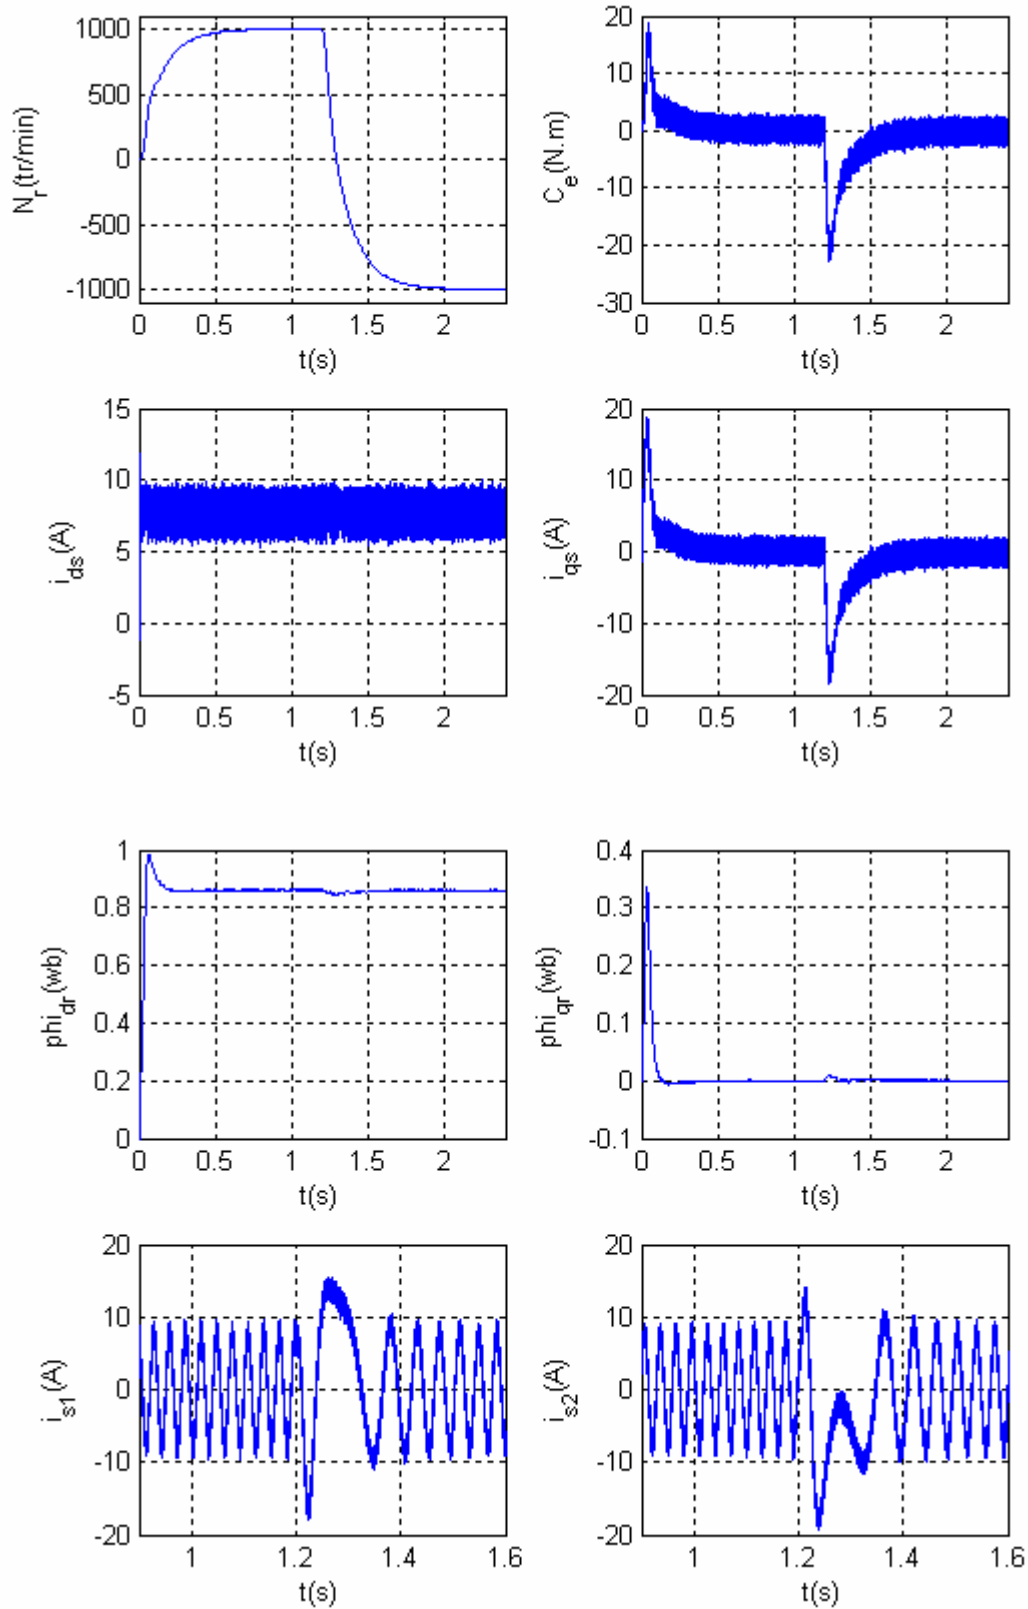 1000
500
0
-500
-1000
N_r(tr/min)
0 0.5 1 1.5 2
t(s)
20
10
0
-10
-20
-30
C_e(N.m)
0 0.5 1 1.5 2
t(s)
15
10
5
0
-5
i_ds(A)
0 0.5 1 1.5 2
t(s)
20
10
0
-10
-20
i_qs(A)
0 0.5 1 1.5 2
t(s)
1
0.8
0.6
0.4
0.2
0
phi_dr(wb)
0 0.5 1 1.5 2
t(s)
0.4
0.3
0.2
0.1
0
-0.1
phi_qr(wb)
0 0.5 1 1.5 2
t(s)
20
10
0
-10
-20
i_s1(A)
1 1.2 1.4 1.6
t(s)
20
10
0
-10
-20
i_s2(A)
1 1.2 1.4 1.6
t(s)